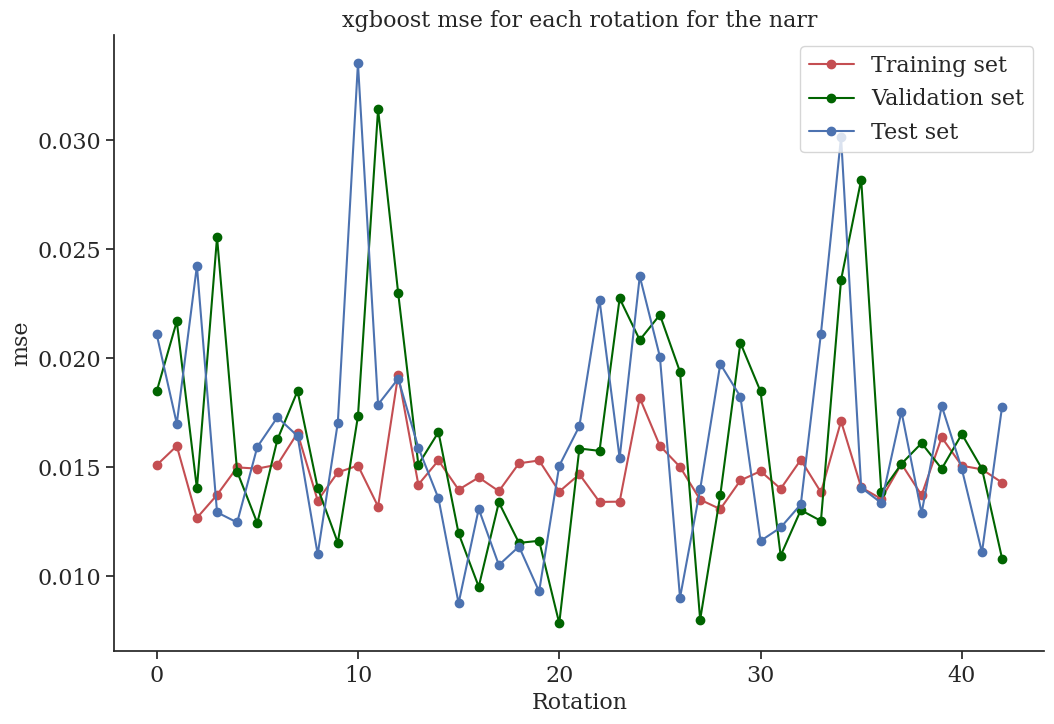 xgboost mse for each rotation for the narr
Training set
Validation set
Test set
0.030
0.025
0.020
0.015
0.010
mse
0
10
20
30
40
Rotation